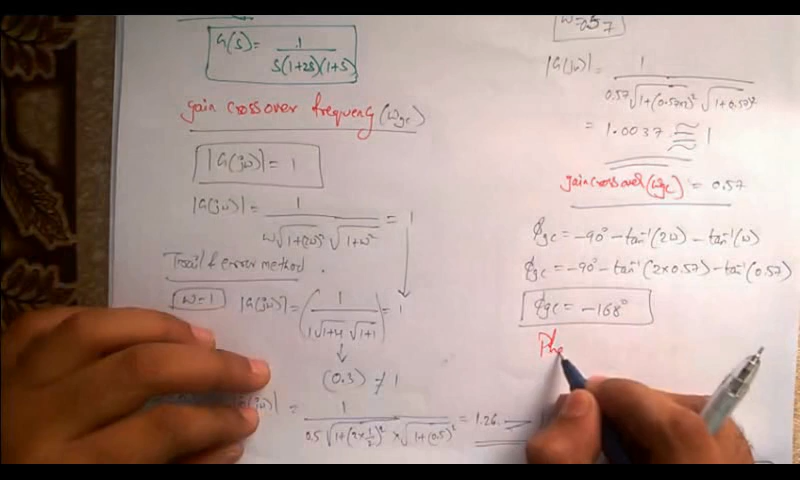 G(s) = 1 / s(1+2s)(1+s)
gain crossover frequency (ωgc)
|G(jω)| = 1
|G(jω)| = 1 / ω√1+(2ω)² √1+ω² = 1
Trail & error method.
ω=1 |G(jω)| = (1 / 1√1+4 √1+1) = 1
(0.3) ≠ 1
= 1 / 0.5√1+(2×½)² × √1+(0.5)² = 1.26
|G(jω)| = 1 / 0.57√1+(0.57×2)² √1+(0.57)²
= 1.0037 ≅ 1
gain crossover (ωgc) = 0.57
ϕgc = -90° - tan⁻¹(2ω) - tan⁻¹(ω)
ϕgc = -90° - tan⁻¹(2×0.57) - tan⁻¹(0.57)
ϕgc = -168°
Pha